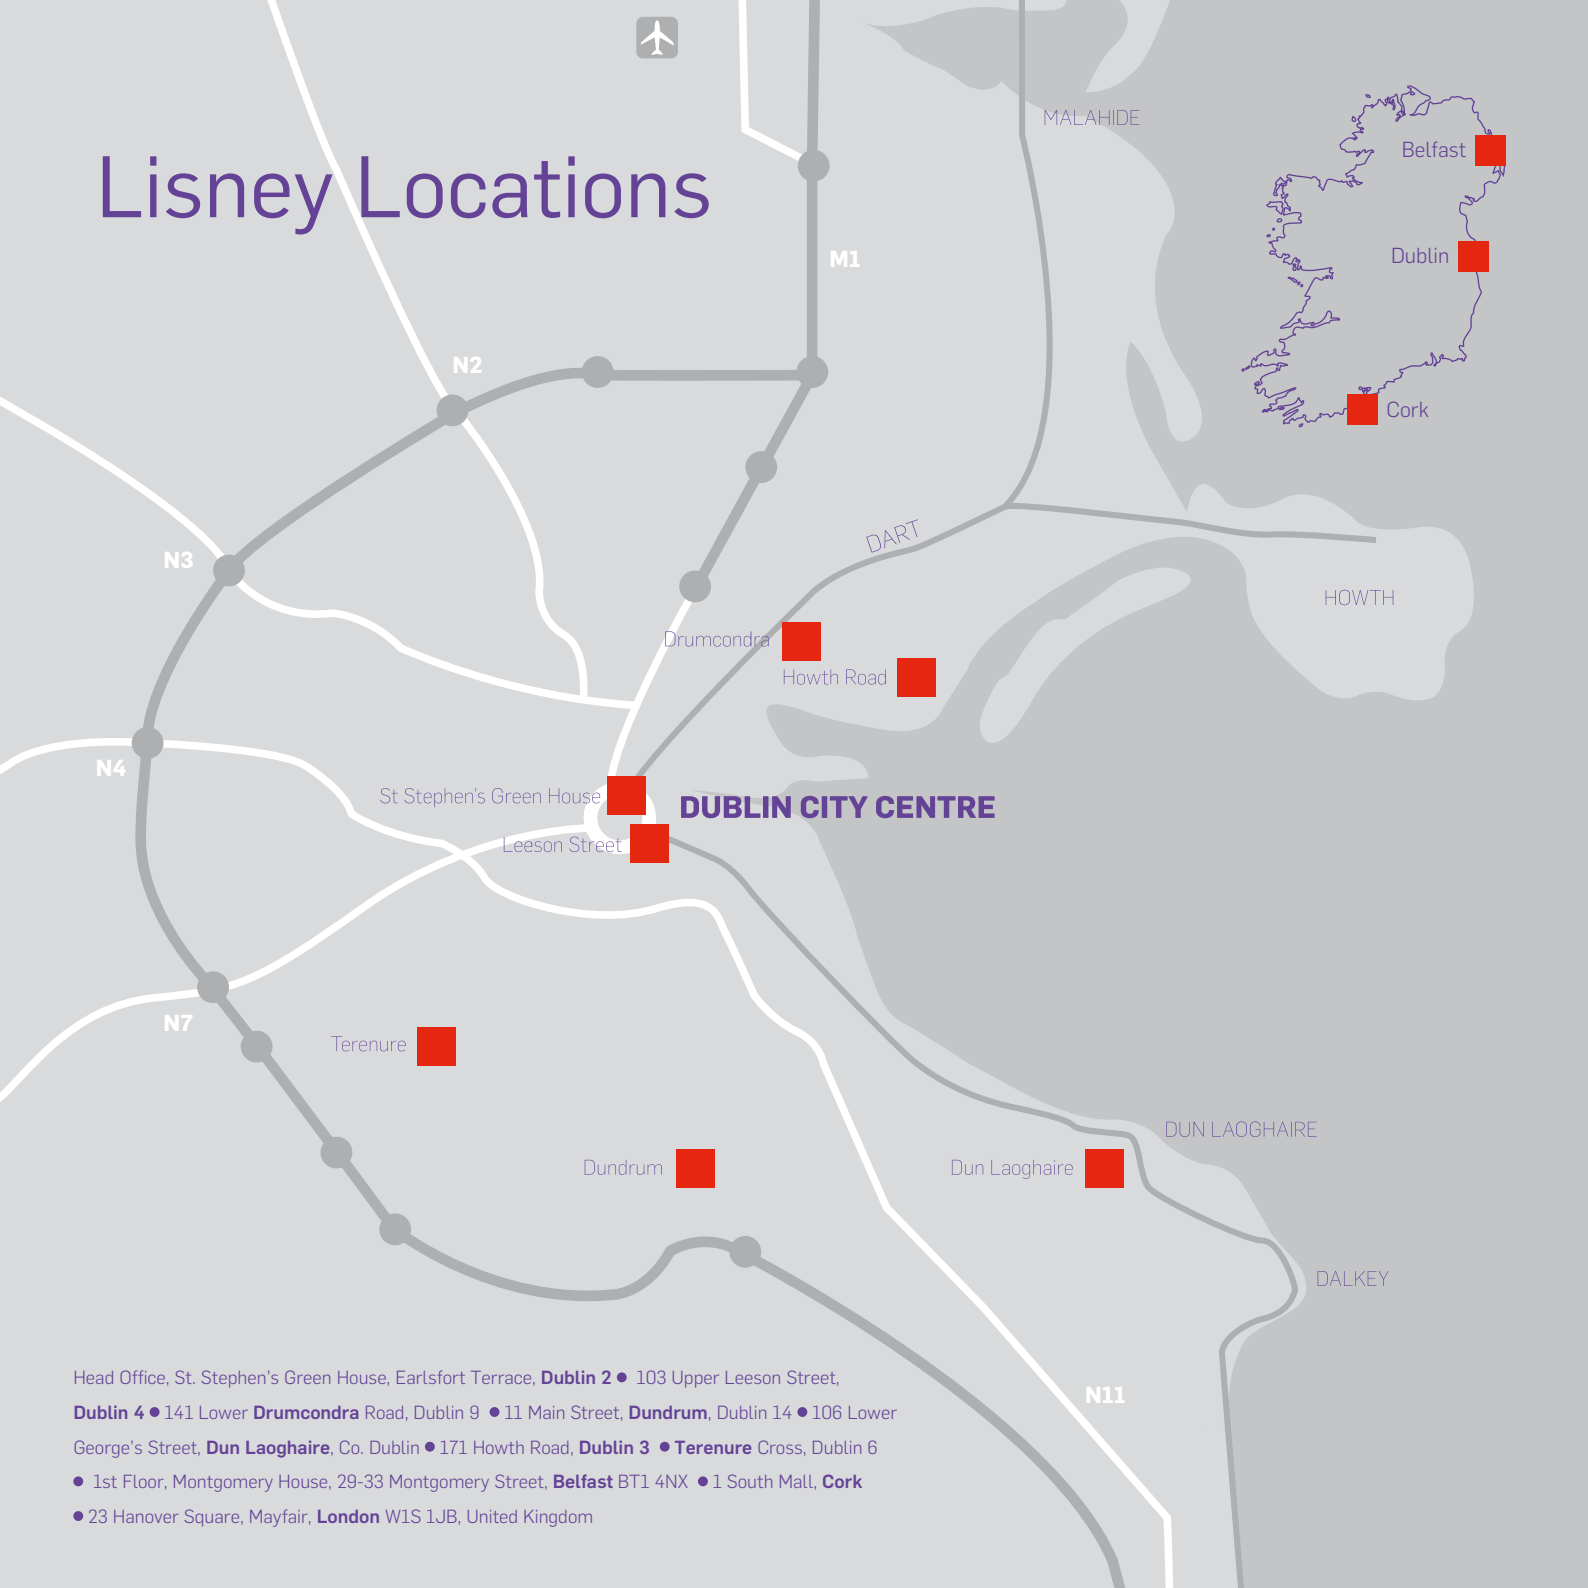 MALAHIDE
Belfast
Lisney Locations
M1
Dublin
N2
Cork
DART
N3
HOWTH
Drumcondra
Howth Road
N4
St Stephen's Green House
DUBLIN CITY CENTRE
Leeson Street
N7
Terenure
DUN LAOGHAIRE
Dundrum
Dun Laoghaire
DALKEY
N11
Head Office, St. Stephen's Green House, Earlsfort Terrace, Dublin 2 ● 103 Upper Leeson Street,
Dublin 4 ● 141 Lower Drumcondra Road, Dublin 9 ● 11 Main Street, Dundrum, Dublin 14 ● 106 Lower
George's Street, Dun Laoghaire, Co. Dublin ● 171 Howth Road, Dublin 3 ● Terenure Cross, Dublin 6
● 1st Floor, Montgomery House, 29-33 Montgomery Street, Belfast BT1 4NX ● 1 South Mall, Cork
● 23 Hanover Square, Mayfair, London W1S 1JB, United Kingdom